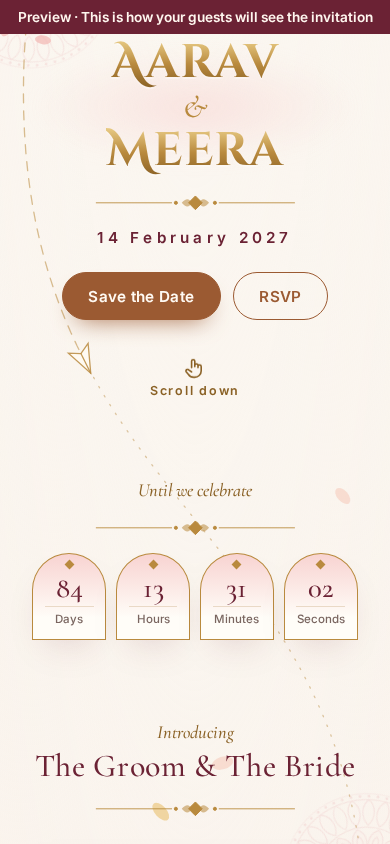 Preview · This is how your guests will see the invitation
AARAV
&
MEERA
14 February 2027
Save the Date
RSVP
Scroll down
Until we celebrate
84
13
31
02
Days
Hours
Minutes
Seconds
Introducing
The Groom & The Bride